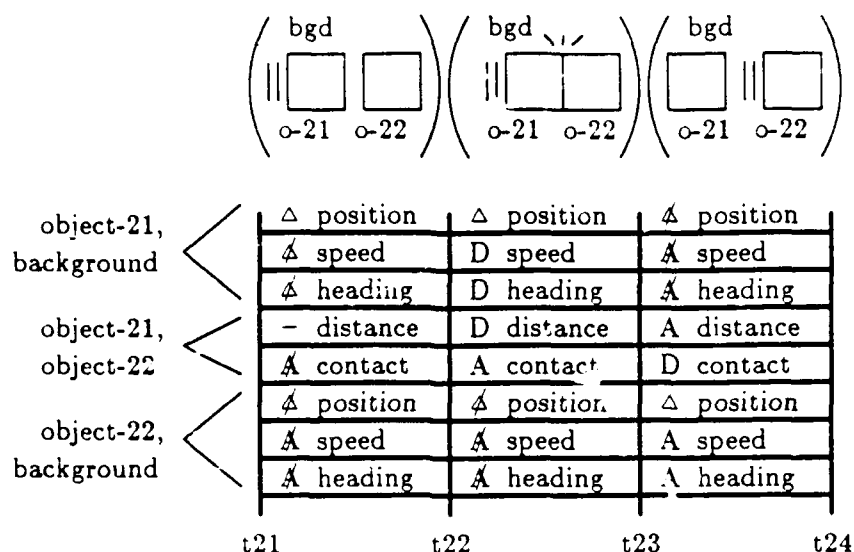 bgd bgd bgd
o-21 o-22 o-21 o-22 o-21 o-22
object-21,
background
△ position △ position △̸ position
△̸ speed D speed A̸ speed
△̸ heading D heading A̸ heading
object-21,
object-22
− distance D distance A distance
A̸ contact A contact D contact
object-22,
background
△̸ position △̸ position △ position
A̸ speed A̸ speed A speed
A̸ heading A̸ heading A heading
t21 t22 t23 t24